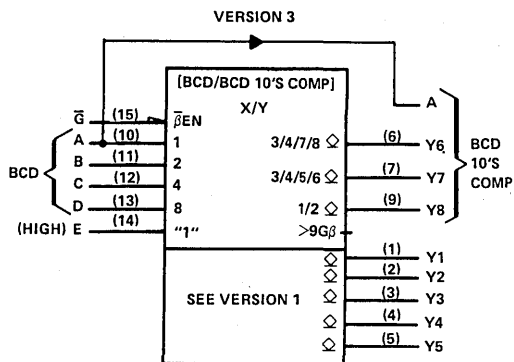 VERSION 3
[BCD/BCD 10'S COMP]
X/Y
G̅ (15) β̅EN
A (10) 1
B (11) 2
C (12) 4
D (13) 8
BCD
(HIGH) E (14) "1"
A
3/4/7/8 ◇ (6) Y6
3/4/5/6 ◇ (7) Y7
1/2 ◇ (9) Y8
>9Gβ
BCD
10'S
COMP
SEE VERSION 1
◇ (1) Y1
◇ (2) Y2
◇ (3) Y3
◇ (4) Y4
◇ (5) Y5